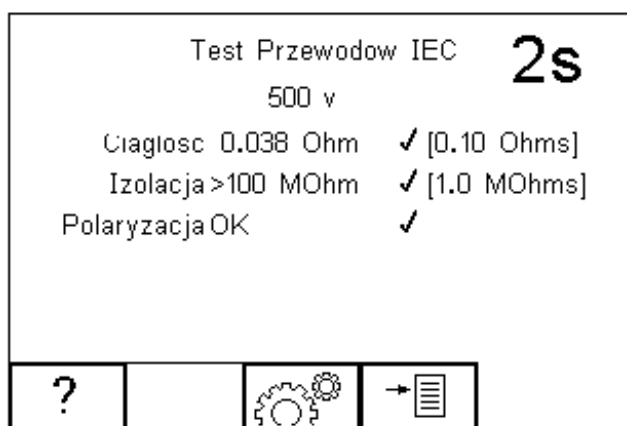 Test Przewodow IEC 2s
500 v
Ciaglosc 0.038 Ohm ✓ [0.10 Ohms]
Izolacja >100 MOhm ✓ [1.0 MOhms]
Polaryzacja OK ✓
?